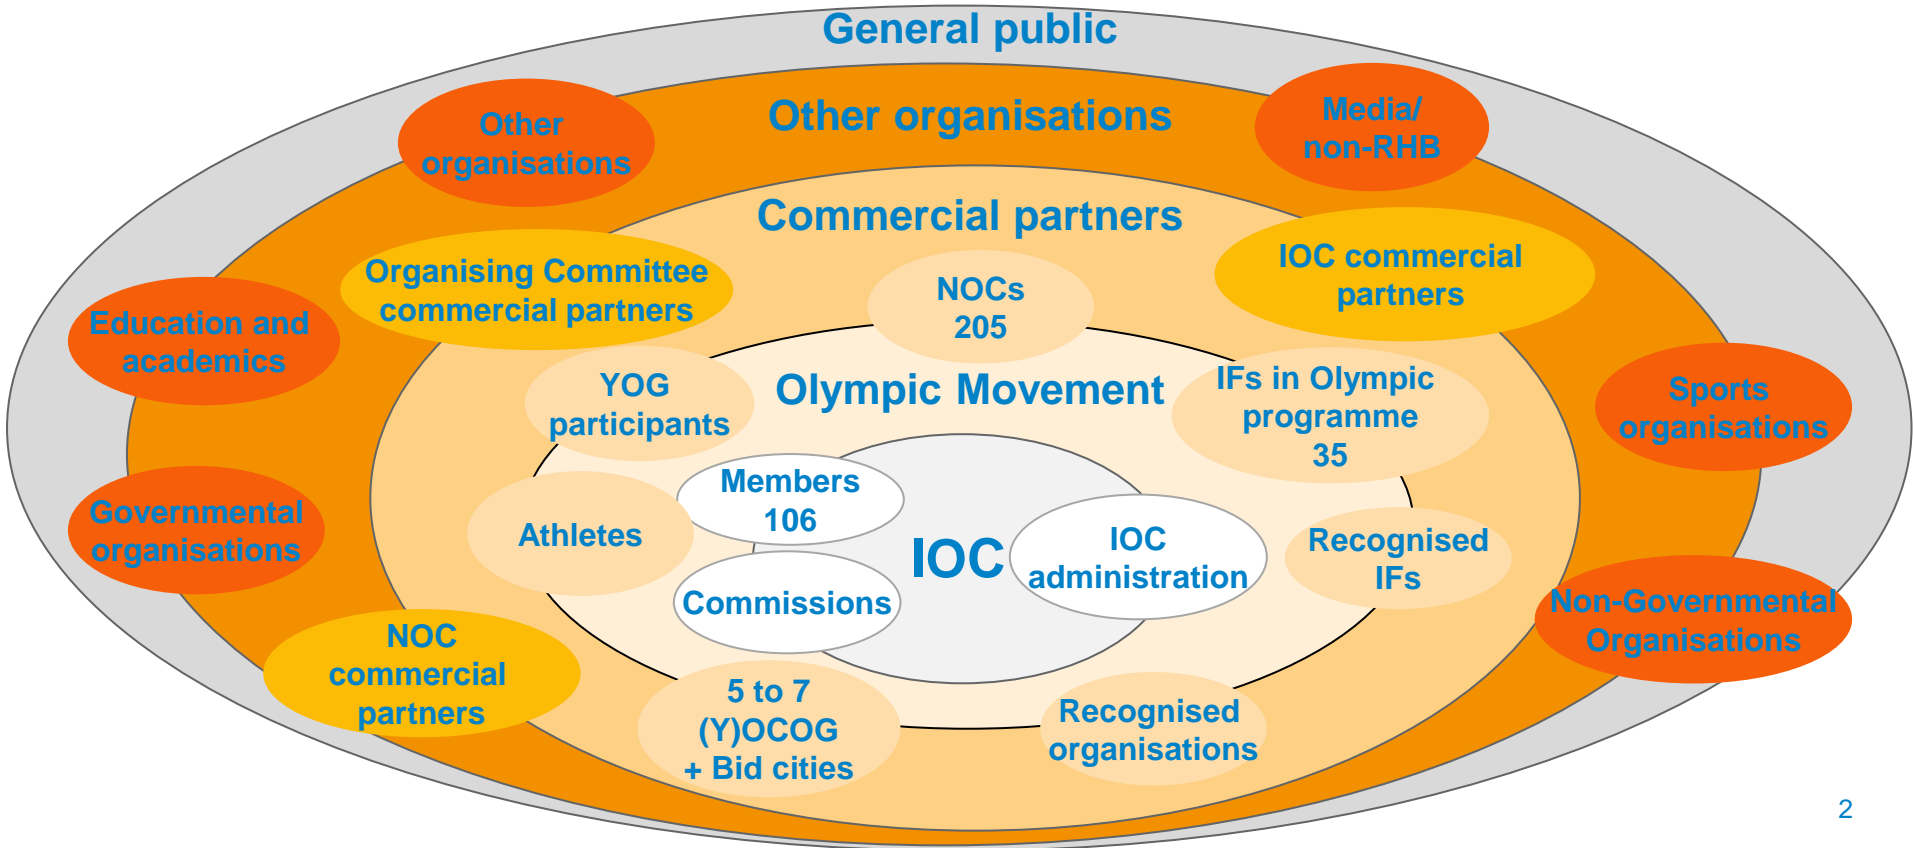 General public
Other organisations
Other
organisations
Media/
non-RHB
Commercial partners
Organising Committee
commercial partners
NOCs
205
IOC commercial
partners
Education and
academics
YOG
participants
Olympic Movement
IFs in Olympic
programme
35
Sports
organisations
Governmental
organisations
Athletes
Members
106
Commissions
IOC
IOC
administration
Recognised
IFs
Non-Governmental
Organisations
NOC
commercial
partners
5 to 7
(Y)OCOG
+ Bid cities
Recognised
organisations
2